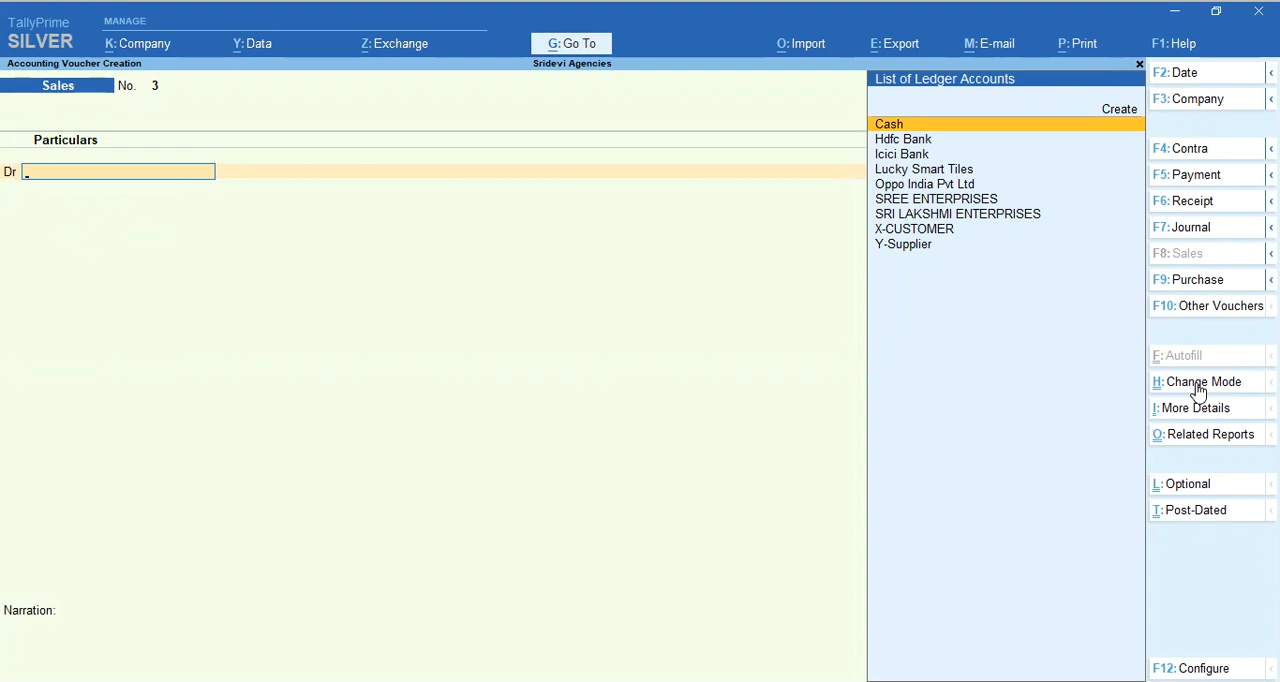 TallyPrime
SILVER
MANAGE
K: Company
Y: Data
Z: Exchange
G: Go To
O: Import
E: Export
M: E-mail
P: Print
F1: Help
Accounting Voucher Creation
Sridevi Agencies
Sales No. 3
Particulars
Dr
Narration:
List of Ledger Accounts
Create
Cash
Hdfc Bank
Icici Bank
Lucky Smart Tiles
Oppo India Pvt Ltd
SREE ENTERPRISES
SRI LAKSHMI ENTERPRISES
X-CUSTOMER
Y-Supplier
F2: Date
F3: Company
F4: Contra
F5: Payment
F6: Receipt
F7: Journal
F8: Sales
F9: Purchase
F10: Other Vouchers
F: Autofill
H: Change Mode
I: More Details
O: Related Reports
L: Optional
T: Post-Dated
F12: Configure